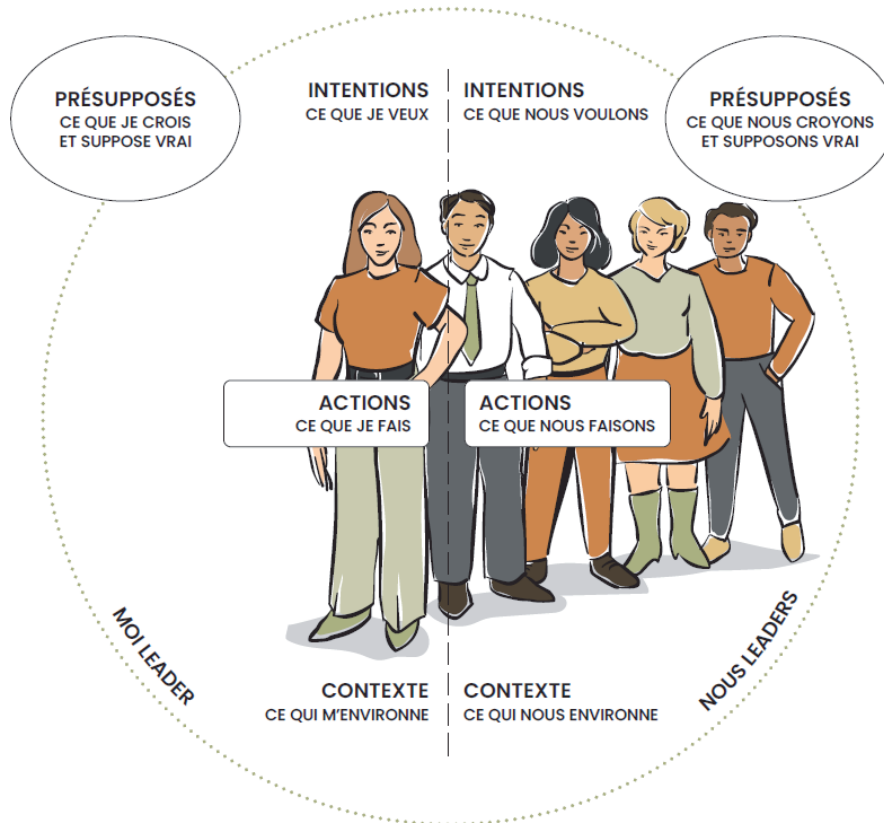 PRÉSUPPOSÉS
CE QUE JE CROIS
ET SUPPOSE VRAI
INTENTIONS
CE QUE JE VEUX
INTENTIONS
CE QUE NOUS VOULONS
PRÉSUPPOSÉS
CE QUE NOUS CROYONS
ET SUPPOSONS VRAI
ACTIONS
CE QUE JE FAIS
ACTIONS
CE QUE NOUS FAISONS
MOI LEADER
NOUS LEADERS
CONTEXTE
CE QUI M'ENVIRONNE
CONTEXTE
CE QUI NOUS ENVIRONNE